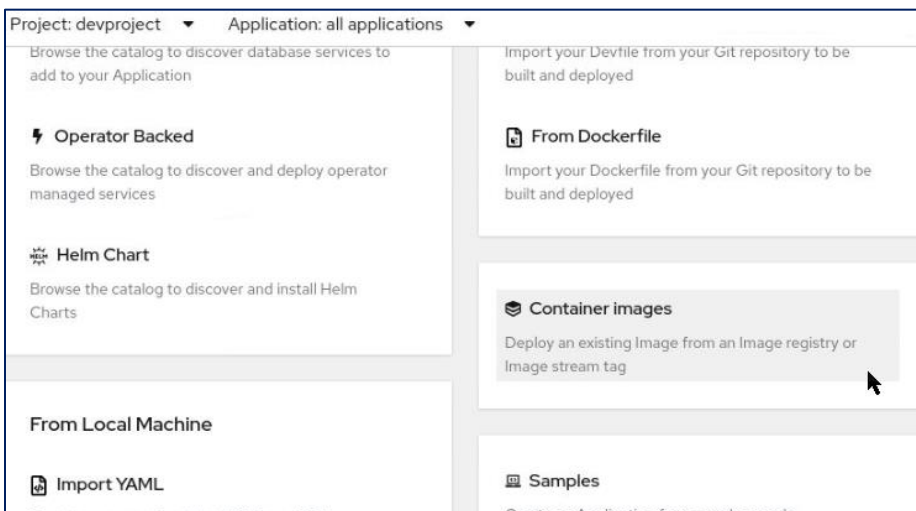 Project: devproject Application: all applications
Browse the catalog to discover database services to
add to your Application
Operator Backed
Browse the catalog to discover and deploy operator
managed services
HELM
Helm Chart
Browse the catalog to discover and install Helm
Charts
From Local Machine
Import YAML
Import your Devfile from your Git repository to be
built and deployed
From Dockerfile
Import your Dockerfile from your Git repository to be
built and deployed
Container images
Deploy an existing Image from an Image registry or
Image stream tag
Samples